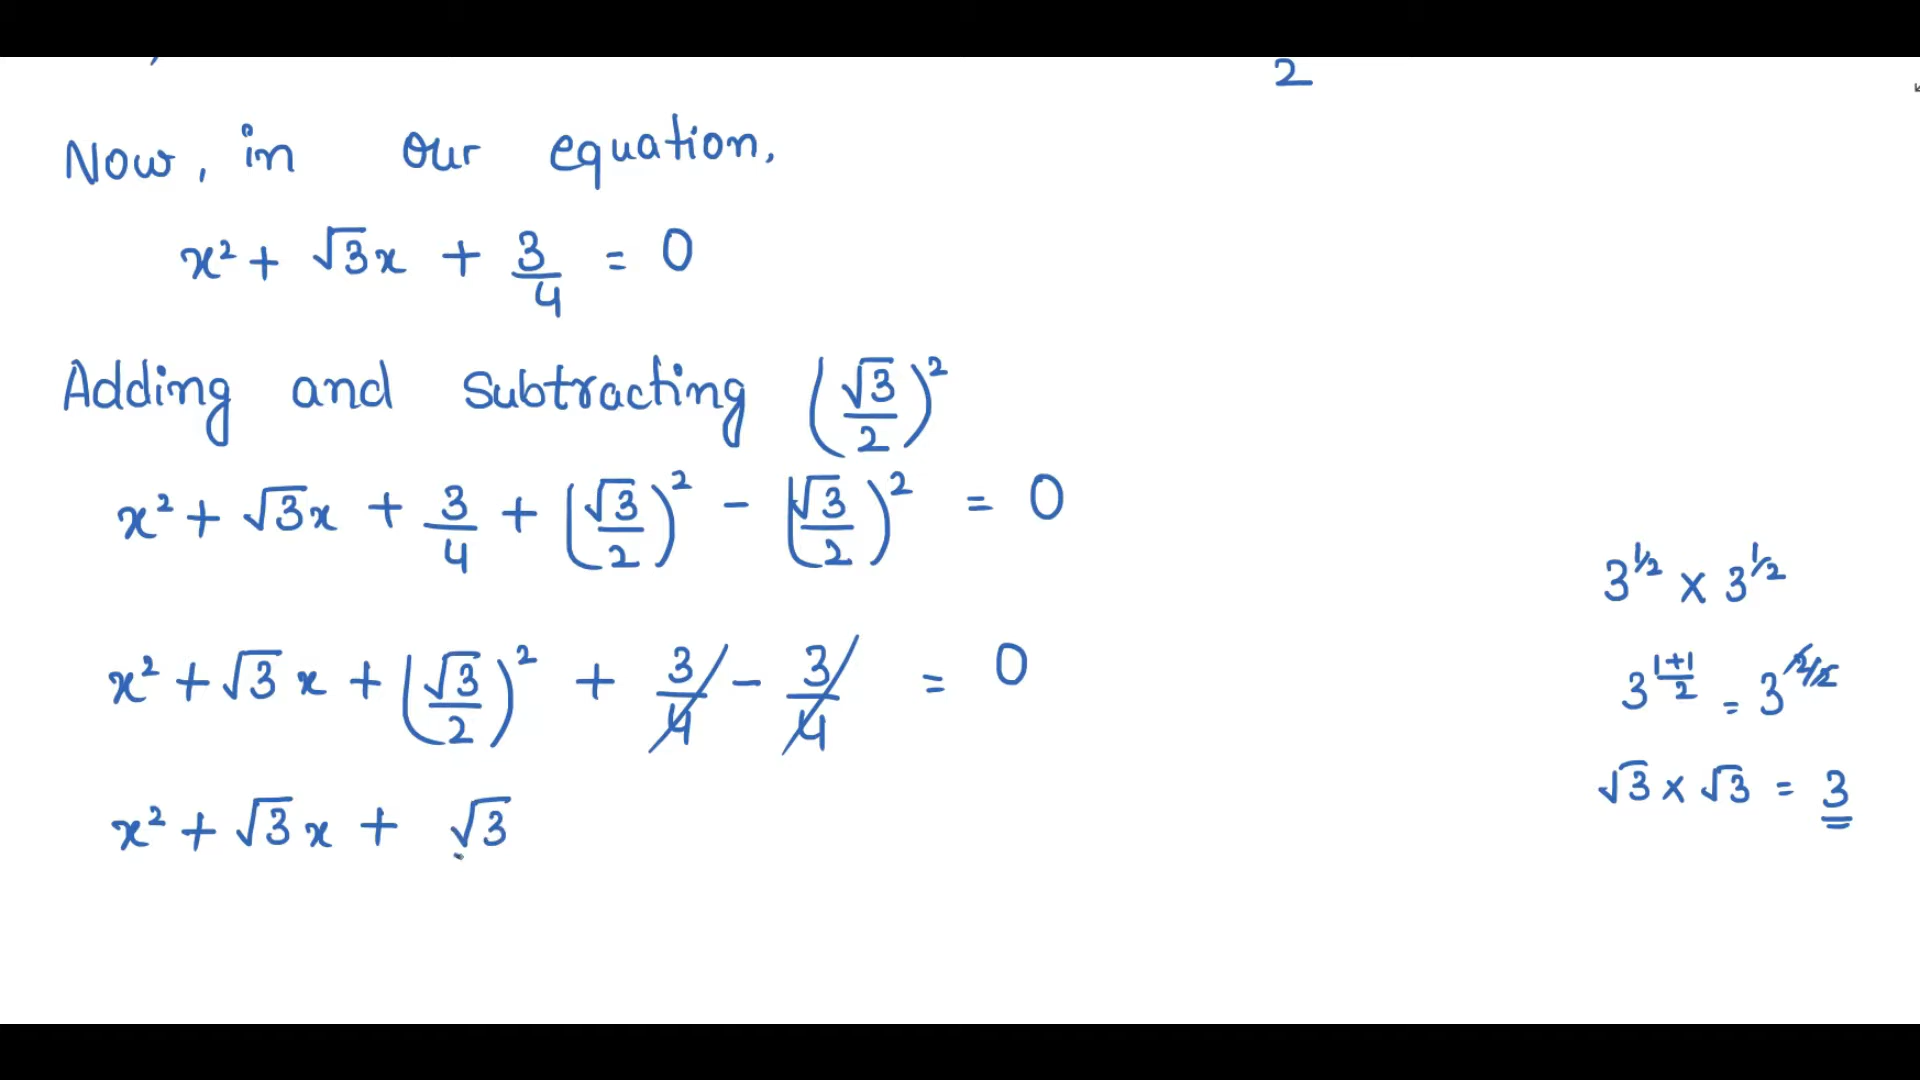 2
Now, in our equation,
x² + √3x + 3/4 = 0
Adding and Subtracting (√3/2)²
x² + √3x + 3/4 + (√3/2)² - (√3/2)² = 0
x² + √3x + (√3/2)² + 3/4 - 3/4 = 0
x² + √3x + √3
3^1/2 × 3^1/2
3^(1+1)/2 = 3^2/2
√3 × √3 = 3